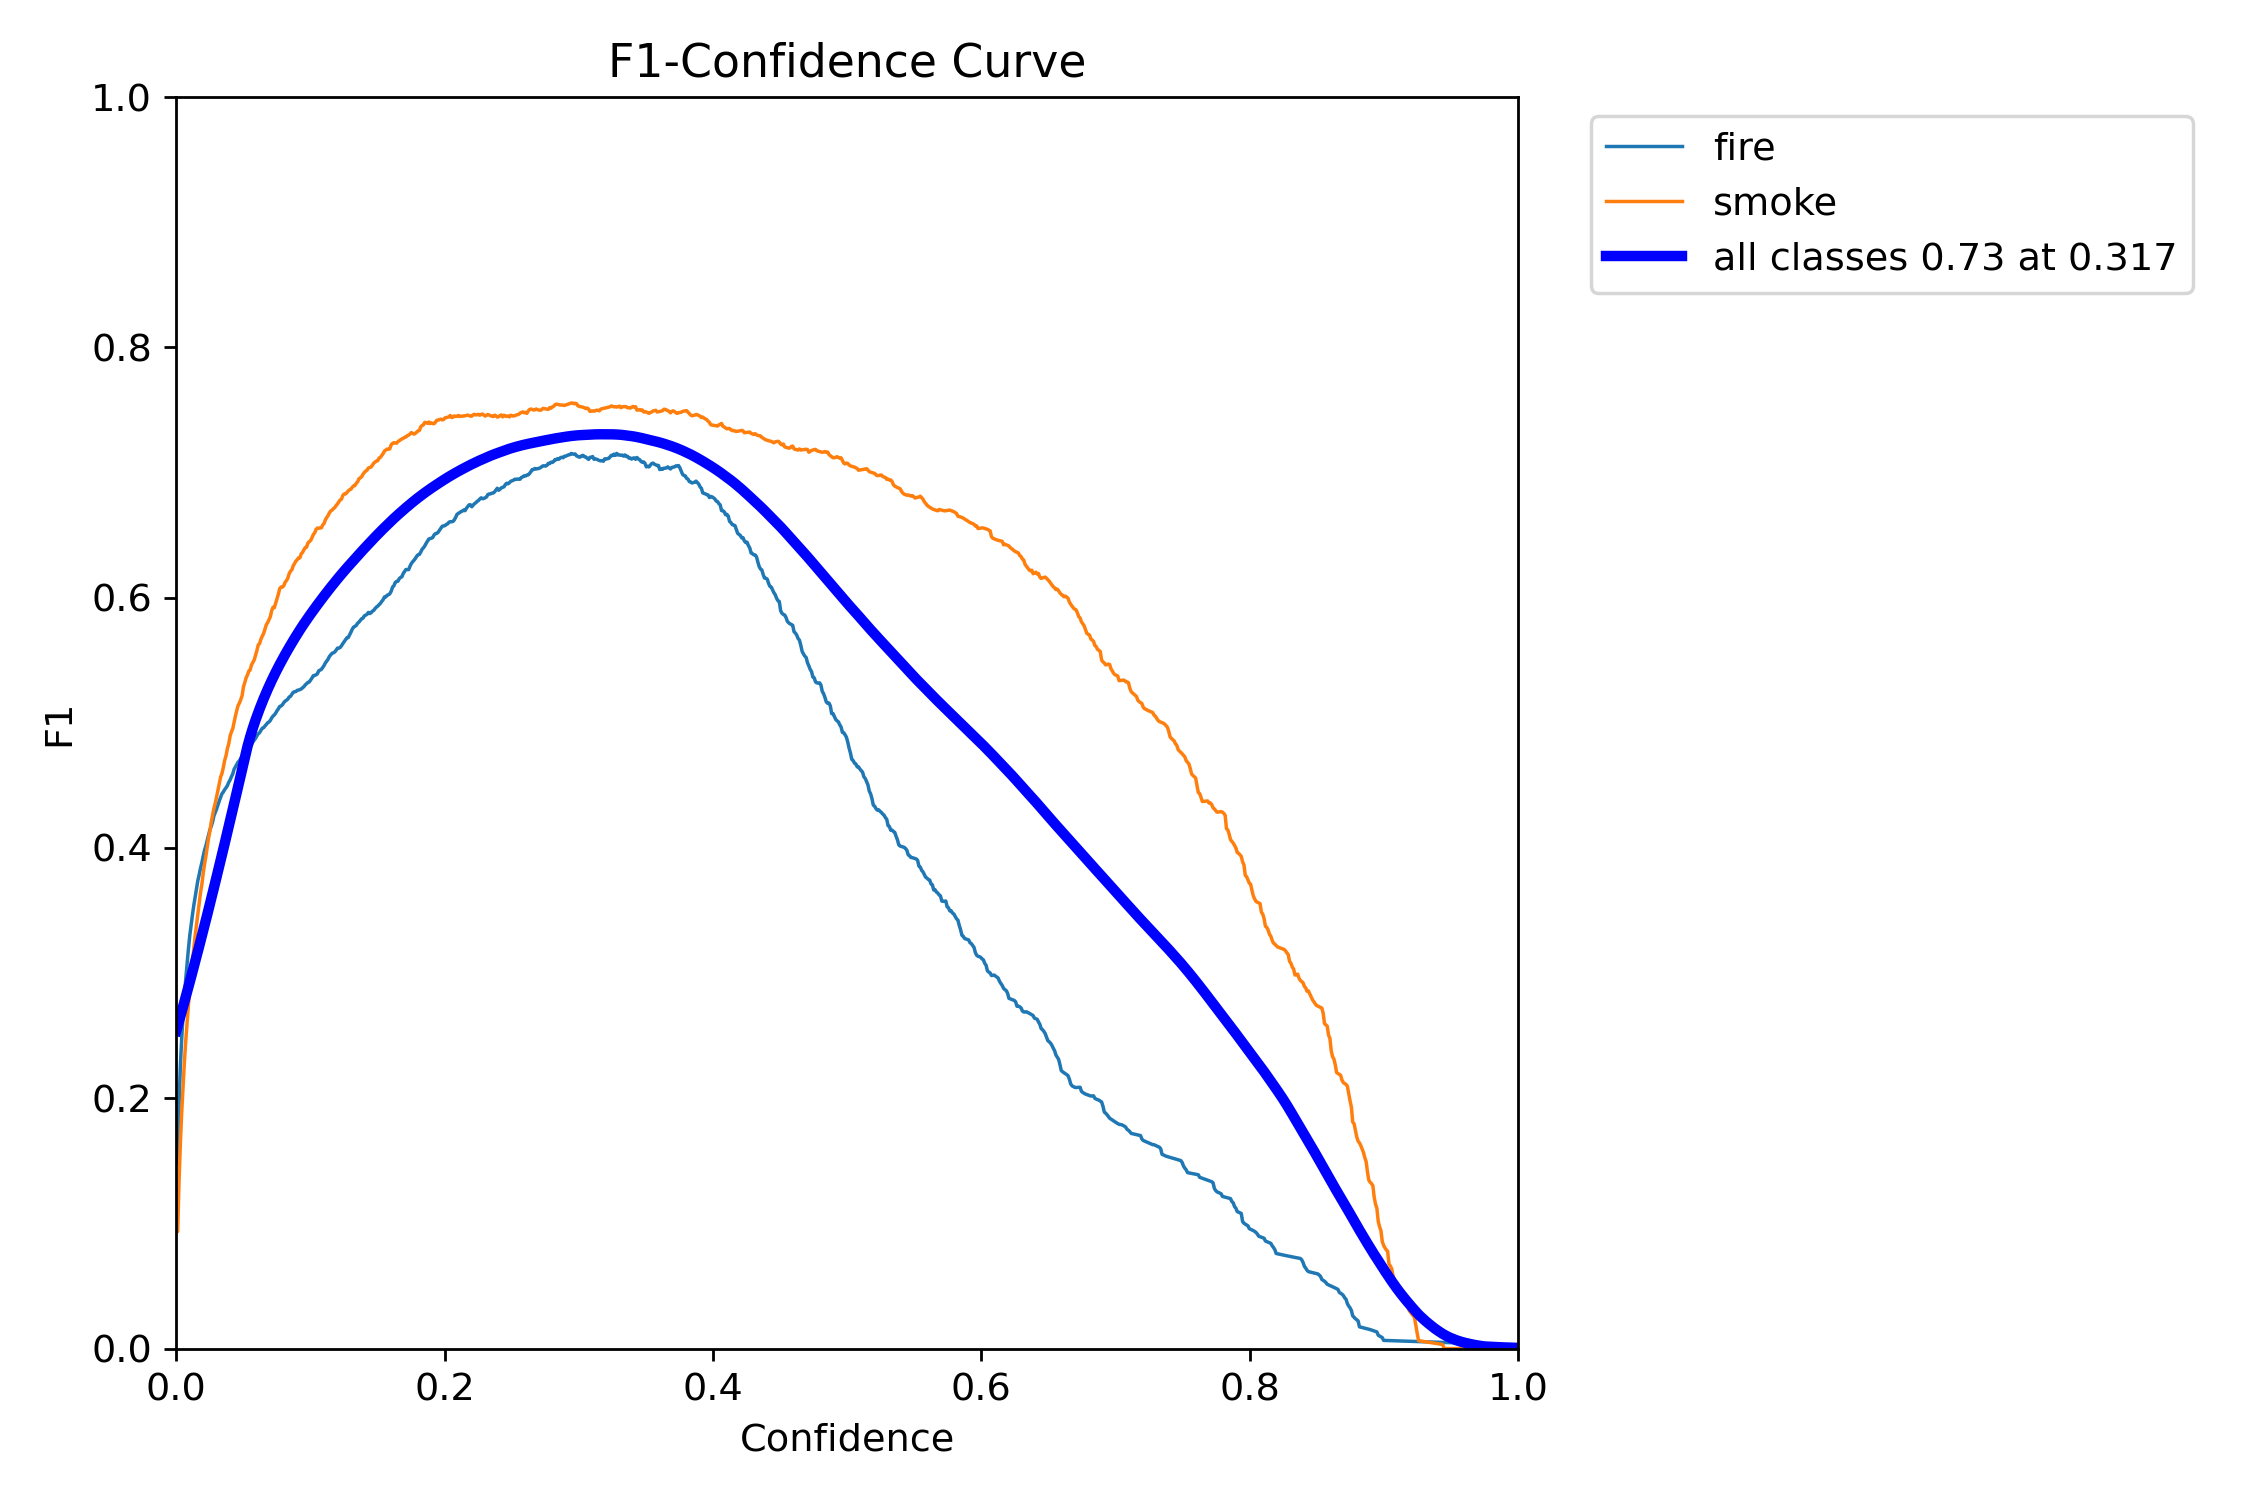 F1-Confidence Curve
1.0
0.8
0.6
0.4
0.2
0.0
F1
0.0 0.2 0.4 0.6 0.8 1.0
Confidence
fire
smoke
all classes 0.73 at 0.317